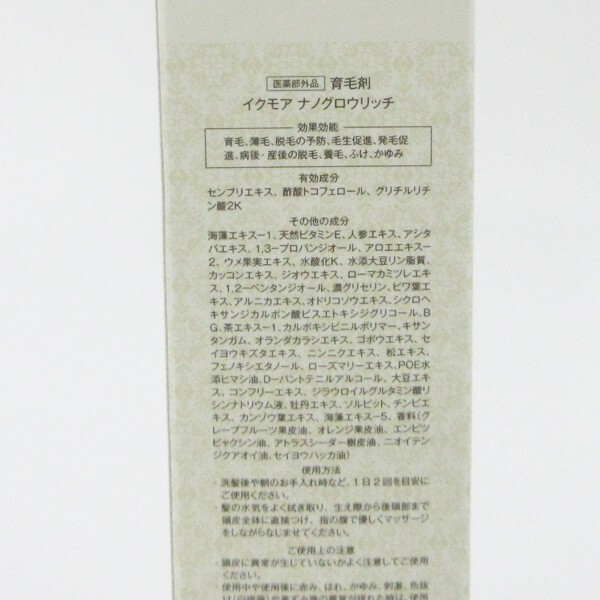 医薬部外品 育毛剤
イクモア ナノグロウリッチ
効果効能
育毛、薄毛、脱毛の予防、毛生促進、発毛促
進、病後・産後の脱毛、養毛、ふけ、かゆみ
有効成分
センブリエキス、酢酸トコフェロール、グリチルリチ
ン酸2K
その他の成分
海藻エキス−1、天然ビタミンE、人参エキス、アシタ
バエキス、1,3−プロパンジオール、アロエエキス−
2、ウメ果実エキス、水酸化K、水添大豆リン脂質、
カッコンエキス、ジオウエキス、ローマカミツレエキ
ス、1,2−ペンタンジオール、濃グリセリン、ビワ葉エ
キス、アルニカエキス、オドリコソウエキス、シクロヘ
キサンジカルボン酸ビスエトキシジグリコール、B
G、茶エキス−1、カルボキシビニルポリマー、キサン
タンガム、オランダカラシエキス、ゴボウエキス、セ
イヨウキズタエキス、ニンニクエキス、松エキス、
フェノキシエタノール、ローズマリーエキス、POE水
添ヒマシ油、D−パントテニルアルコール、大豆エキ
ス、コンフリーエキス、ジラウロイルグルタミン酸リ
シンナトリウム液、牡丹エキス、ソルビット、チンピエ
キス、カンゾウ葉エキス、海藻エキス−5、香料(グ
レープフルーツ果皮油、オレンジ果皮油、エンピツ
ビャクシン油、アトラスシーダー樹皮油、ニオイテン
ジクアオイ油、セイヨウハッカ油)
使用方法
・洗髪後や朝のお手入れ時など、1日2回を目安に
ご使用ください。
・髪の水気をよく拭き取り、生え際から後頭部まで
頭皮全体に直接つけ、指の腹で優しくマッサージ
をしながらなじませてください。
ご使用上の注意
・頭皮に異常が生じていないかよく注意してご使用
ください。
・使用中や使用後に赤み、はれ、かゆみ、刺激、色抜